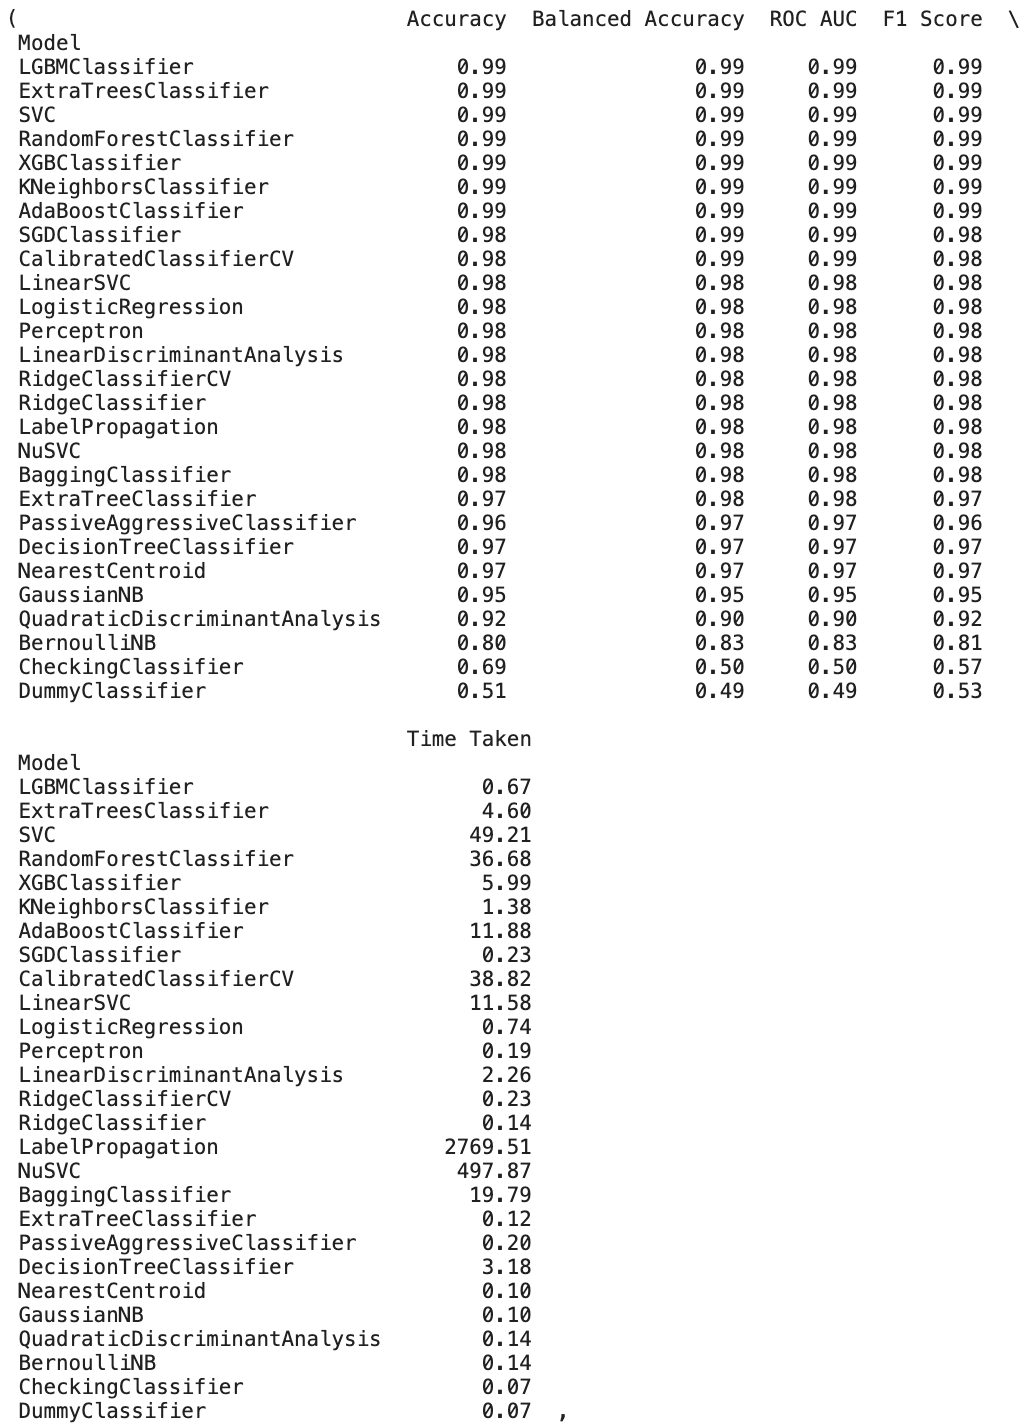 ( Accuracy Balanced Accuracy ROC AUC F1 Score \
Model
LGBMClassifier 0.99 0.99 0.99 0.99
ExtraTreesClassifier 0.99 0.99 0.99 0.99
SVC 0.99 0.99 0.99 0.99
RandomForestClassifier 0.99 0.99 0.99 0.99
XGBClassifier 0.99 0.99 0.99 0.99
KNeighborsClassifier 0.99 0.99 0.99 0.99
AdaBoostClassifier 0.99 0.99 0.99 0.99
SGDClassifier 0.98 0.99 0.99 0.98
CalibratedClassifierCV 0.98 0.99 0.99 0.98
LinearSVC 0.98 0.98 0.98 0.98
LogisticRegression 0.98 0.98 0.98 0.98
Perceptron 0.98 0.98 0.98 0.98
LinearDiscriminantAnalysis 0.98 0.98 0.98 0.98
RidgeClassifierCV 0.98 0.98 0.98 0.98
RidgeClassifier 0.98 0.98 0.98 0.98
LabelPropagation 0.98 0.98 0.98 0.98
NuSVC 0.98 0.98 0.98 0.98
BaggingClassifier 0.98 0.98 0.98 0.98
ExtraTreeClassifier 0.97 0.98 0.98 0.97
PassiveAggressiveClassifier 0.96 0.97 0.97 0.96
DecisionTreeClassifier 0.97 0.97 0.97 0.97
NearestCentroid 0.97 0.97 0.97 0.97
GaussianNB 0.95 0.95 0.95 0.95
QuadraticDiscriminantAnalysis 0.92 0.90 0.90 0.92
BernoulliNB 0.80 0.83 0.83 0.81
CheckingClassifier 0.69 0.50 0.50 0.57
DummyClassifier 0.51 0.49 0.49 0.53
Time Taken
Model
LGBMClassifier 0.67
ExtraTreesClassifier 4.60
SVC 49.21
RandomForestClassifier 36.68
XGBClassifier 5.99
KNeighborsClassifier 1.38
AdaBoostClassifier 11.88
SGDClassifier 0.23
CalibratedClassifierCV 38.82
LinearSVC 11.58
LogisticRegression 0.74
Perceptron 0.19
LinearDiscriminantAnalysis 2.26
RidgeClassifierCV 0.23
RidgeClassifier 0.14
LabelPropagation 2769.51
NuSVC 497.87
BaggingClassifier 19.79
ExtraTreeClassifier 0.12
PassiveAggressiveClassifier 0.20
DecisionTreeClassifier 3.18
NearestCentroid 0.10
GaussianNB 0.10
QuadraticDiscriminantAnalysis 0.14
BernoulliNB 0.14
CheckingClassifier 0.07
DummyClassifier 0.07 ,